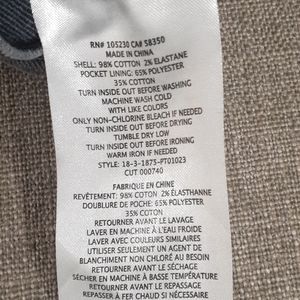 RN# 105230 CA# 58350
MADE IN CHINA
SHELL: 98% COTTON 2% ELASTANE
POCKET LINING: 65% POLYESTER
35% COTTON
TURN INSIDE OUT BEFORE WASHING
MACHINE WASH COLD
WITH LIKE COLORS
ONLY NON-CHLORINE BLEACH IF NEEDED
TURN INSIDE OUT BEFORE DRYING
TUMBLE DRY LOW
TURN INSIDE OUT BEFORE IRONING
WARM IRON IF NEEDED
STYLE: 18-3-1875-PT01023
CUT 000740
FABRIQUE EN CHINE
REVÊTEMENT: 98% COTON 2% ÉLASTHANNE
DOUBLURE DE POCHE: 65% POLYESTER
35% COTON
RETOURNER AVANT LE LAVAGE
LAVER EN MACHINE À L'EAU FROIDE
LAVER AVEC COULEURS SIMILAIRES
UTILISER SEULEMENT UN AGENT DE
BLANCHIMENT NON CHLORÉ AU BESOIN
RETOURNER AVANT LE SÉCHAGE
SÉCHER EN MACHINE À BASSE TEMPÉRATURE
RETOURNER AVANT LE REPASSAGE
REPASSER À FER CHAUD SI NÉCESSAIRE